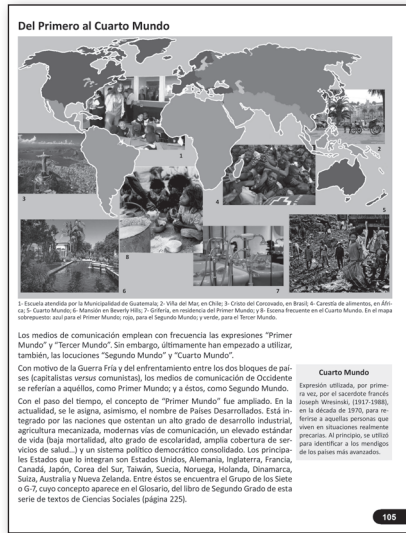 Del Primero al Cuarto Mundo
1
2
3
4
5
8
6
7
1- Escuela atendida por la Municipalidad de Guatemala; 2- Viña del Mar, en Chile; 3- Cristo del Corcovado, en Brasil; 4- Carestía de alimentos, en Áfri-
ca; 5- Cuarto Mundo; 6- Mansión en Beverly Hills; 7- Grifería, en residencia del Primer Mundo; y 8- Escena frecuente en el Cuarto Mundo. En el mapa
sobrepuesto: azul para el Primer Mundo; rojo, para el Segundo Mundo; y verde, para el Tercer Mundo.
Los medios de comunicación emplean con frecuencia las expresiones “Primer
Mundo” y “Tercer Mundo”. Sin embargo, últimamente han empezado a utilizar,
también, las locuciones “Segundo Mundo” y “Cuarto Mundo”.
Con motivo de la Guerra Fría y del enfrentamiento entre los dos bloques de paí-
ses (capitalistas versus comunistas), los medios de comunicación de Occidente
se referían a aquéllos, como Primer Mundo; y a éstos, como Segundo Mundo.
Con el paso del tiempo, el concepto de “Primer Mundo” fue ampliado. En la
actualidad, se le asigna, asimismo, el nombre de Países Desarrollados. Está in-
tegrado por las naciones que ostentan un alto grado de desarrollo industrial,
agricultura mecanizada, modernas vías de comunicación, un elevado estándar
de vida (baja mortalidad, alto grado de escolaridad, amplia cobertura de ser-
vicios de salud...) y un sistema político democrático consolidado. Los principa-
les Estados que lo integran son Estados Unidos, Alemania, Inglaterra, Francia,
Canadá, Japón, Corea del Sur, Taiwán, Suecia, Noruega, Holanda, Dinamarca,
Suiza, Australia y Nueva Zelanda. Entre éstos se encuentra el Grupo de los Siete
o G-7, cuyo concepto aparece en el Glosario, del libro de Segundo Grado de esta
serie de textos de Ciencias Sociales (página 225).
Cuarto Mundo
Expresión utilizada, por prime-
ra vez, por el sacerdote francés
Joseph Wresinski, (1917-1988),
en la década de 1970, para re-
ferirse a aquellas personas que
viven en situaciones realmente
precarias. Al principio, se utilizó
para identificar a los mendigos
de los países más avanzados.
105